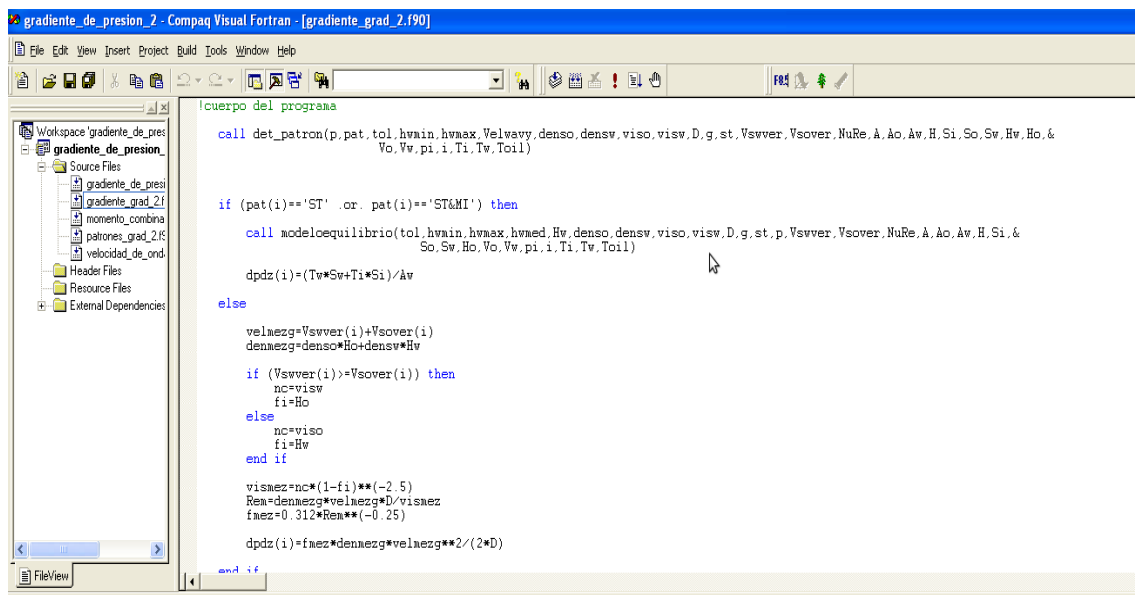 gradiente_de_presion_2 - Compaq Visual Fortran - [gradiente_grad_2.f90]
File Edit View Insert Project Build Tools Window Help
Workspace 'gradiente_de_pres
gradiente_de_presion_
Source Files
gradiente_de_presi
gradiente_grad_2.f
momento_combina
patrones_grad_2.f9
velocidad_de_ond
Header Files
Resource Files
External Dependencies
FileView
!cuerpo del programa
call det_patron(p,pat,tol,hwmin,hwmax,Velwavy,denso,densw,viso,visw,D,g,st,Vswver,Vsover,NuRe,A,Ao,Aw,H,Si,So,Sw,Hw,Ho,&
Vo,Vw,pi,i,Ti,Tw,Toil)
if (pat(i)=='ST' .or. pat(i)=='ST&MI') then
call modeloequilibrio(tol,hwmin,hwmax,hwmed,Hw,denso,densw,viso,visw,D,g,st,p,Vswver,Vsover,NuRe,A,Ao,Aw,H,Si,&
So,Sw,Ho,Vo,Vw,pi,i,Ti,Tw,Toil)
dpdz(i)=(Tw*Sw+Ti*Si)/Aw
else
velmezg=Vswver(i)+Vsover(i)
denmezg=denso*Ho+densw*Hw
if (Vswver(i)>=Vsover(i)) then
nc=visw
fi=Ho
else
nc=viso
fi=Hw
end if
vismez=nc*(1-fi)**(-2.5)
Rem=denmezg*velmezg*D/vismez
fmez=0.312*Rem**(-0.25)
dpdz(i)=fmez*denmezg*velmezg**2/(2*D)
end if